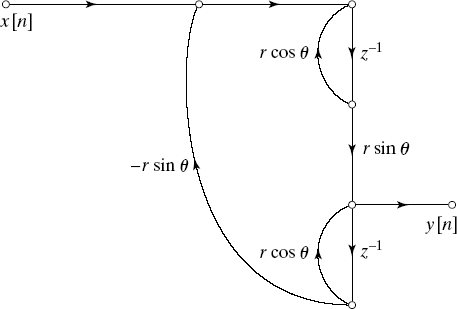 x[n]
r cos θ
z⁻¹
−r sin θ
r sin θ
y[n]
r cos θ
z⁻¹